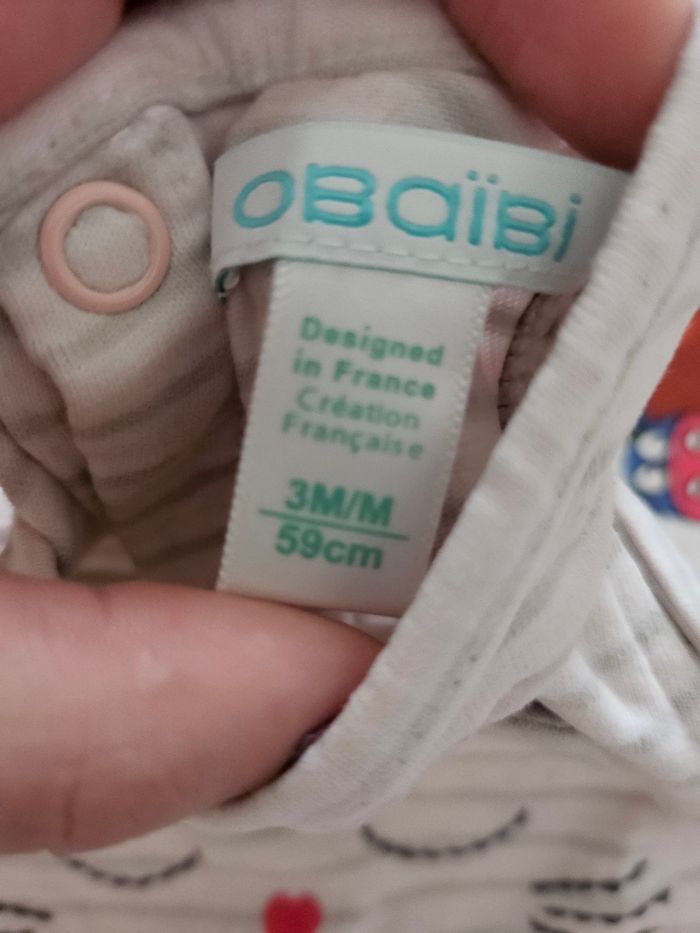 OBaïBi
Designed
in France
Création
Française
3M/M
59cm